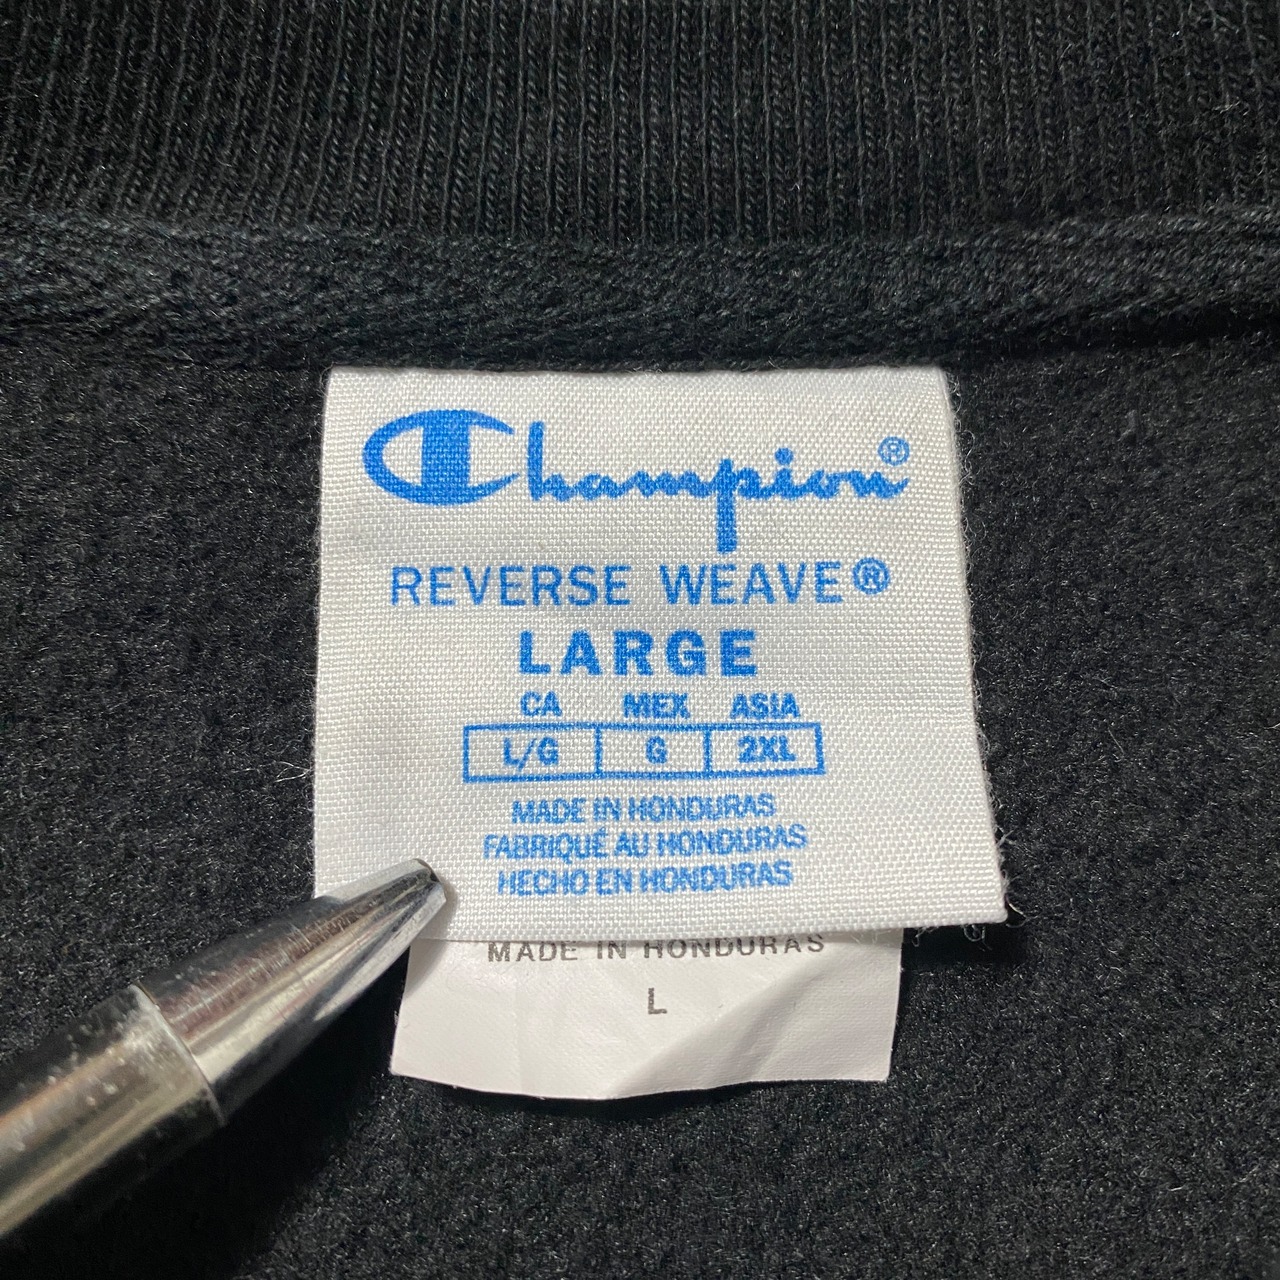 Champion®
REVERSE WEAVE®
LARGE
CA MEX ASIA
L/G G 2XL
MADE IN HONDURAS
FABRIQUÉ AU HONDURAS
HECHO EN HONDURAS
MADE IN HONDURAS
L